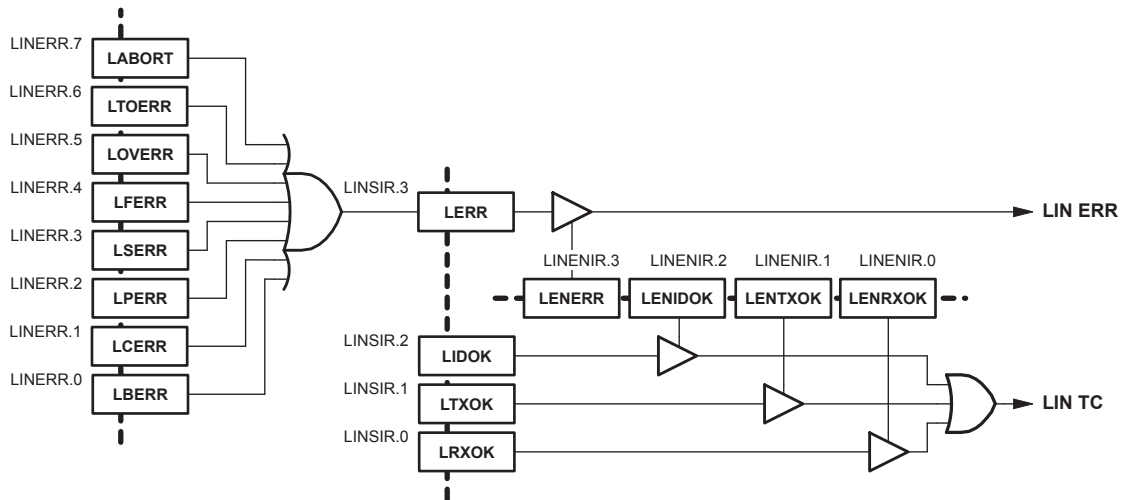 LINERR.7
LABORT
LINERR.6
LTOERR
LINERR.5
LOVERR
LINERR.4
LFERR
LINERR.3
LSERR
LINERR.2
LPERR
LINERR.1
LCERR
LINERR.0
LBERR
LINSIR.3
LERR
LIN ERR
LINENIR.3 LINENIR.2 LINENIR.1 LINENIR.0
LENERR LENIDOK LENTXOK LENRXOK
LINSIR.2
LIDOK
LINSIR.1
LTXOK
LIN TC
LINSIR.0
LRXOK